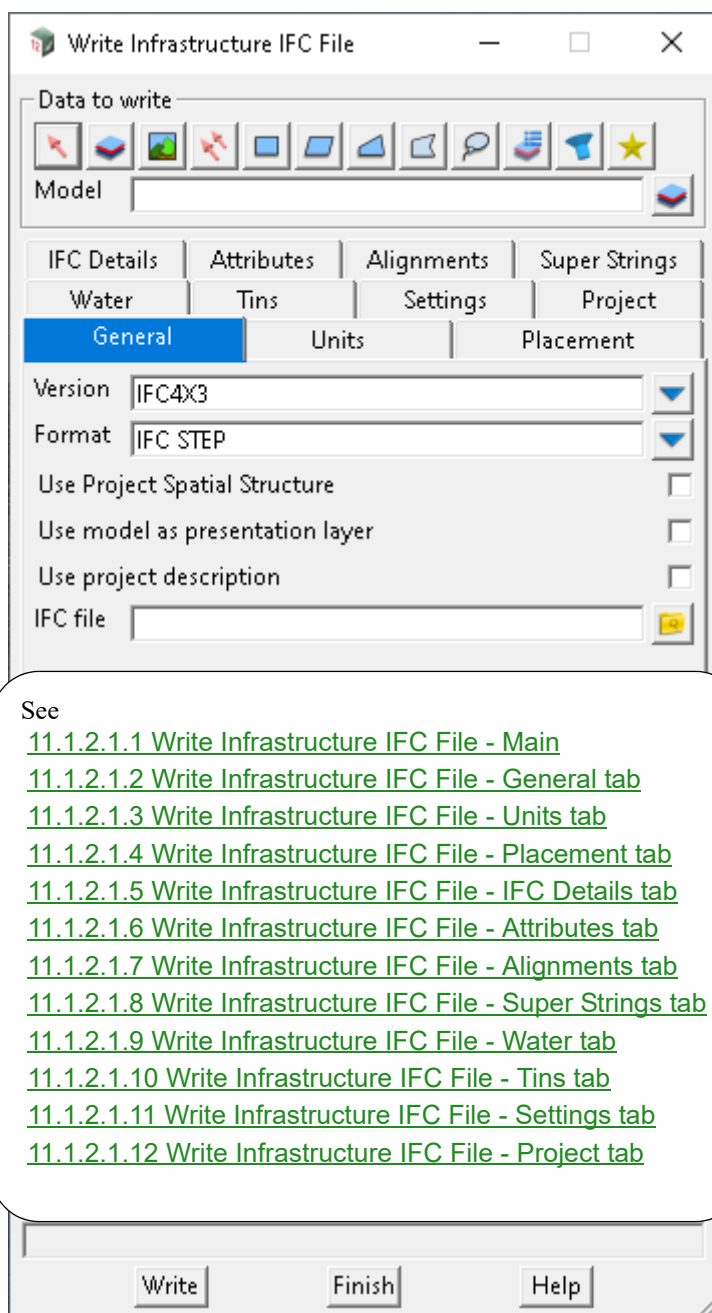 Write Infrastructure IFC File
Data to write
Model
IFC Details Attributes Alignments Super Strings
Water Tins Settings Project
General Units Placement
Version IFC4X3
Format IFC STEP
Use Project Spatial Structure
Use model as presentation layer
Use project description
IFC file
See
11.1.2.1.1 Write Infrastructure IFC File - Main
11.1.2.1.2 Write Infrastructure IFC File - General tab
11.1.2.1.3 Write Infrastructure IFC File - Units tab
11.1.2.1.4 Write Infrastructure IFC File - Placement tab
11.1.2.1.5 Write Infrastructure IFC File - IFC Details tab
11.1.2.1.6 Write Infrastructure IFC File - Attributes tab
11.1.2.1.7 Write Infrastructure IFC File - Alignments tab
11.1.2.1.8 Write Infrastructure IFC File - Super Strings tab
11.1.2.1.9 Write Infrastructure IFC File - Water tab
11.1.2.1.10 Write Infrastructure IFC File - Tins tab
11.1.2.1.11 Write Infrastructure IFC File - Settings tab
11.1.2.1.12 Write Infrastructure IFC File - Project tab
Write Finish Help